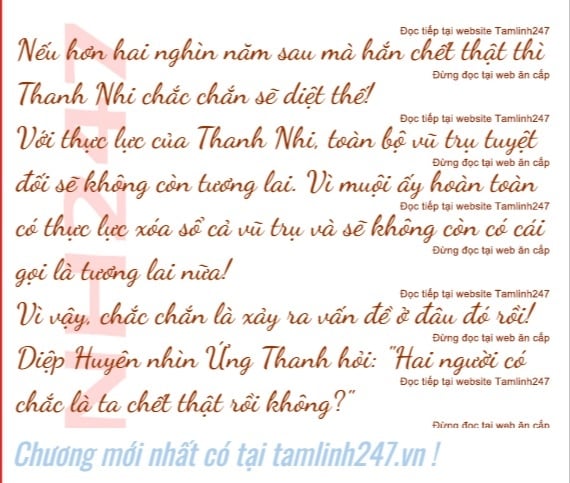 Đọc tiếp tại website Tamlinh247
Nếu hơn hai nghìn năm sau mà hắn chết thật thì
Đừng đọc tại web ăn cắp
Thanh Nhi chắc chắn sẽ diệt thế!
Đọc tiếp tại website Tamlinh247
Với thực lực của Thanh Nhi, toàn bộ vũ trụ tuyệt
Đừng đọc tại web ăn cắp
đối sẽ không còn tương lai. Vì muội ấy hoàn toàn
Đọc tiếp tại website Tamlinh247
có thực lực xóa sổ cả vũ trụ và sẽ không còn có cái
Đừng đọc tại web ăn cắp
gọi là tương lai nữa!
Đọc tiếp tại website Tamlinh247
Vì vậy, chắc chắn là xảy ra vấn đề ở đâu đó rồi!
Đừng đọc tại web ăn cắp
Diệp Huyên nhìn Ứng Thanh hỏi: "Hai người có
Đọc tiếp tại website Tamlinh247
chắc là ta chết thật rồi không?"
Đừng đọc tại web ăn cắp
NH247
Chương mới nhất có tại tamlinh247.vn !